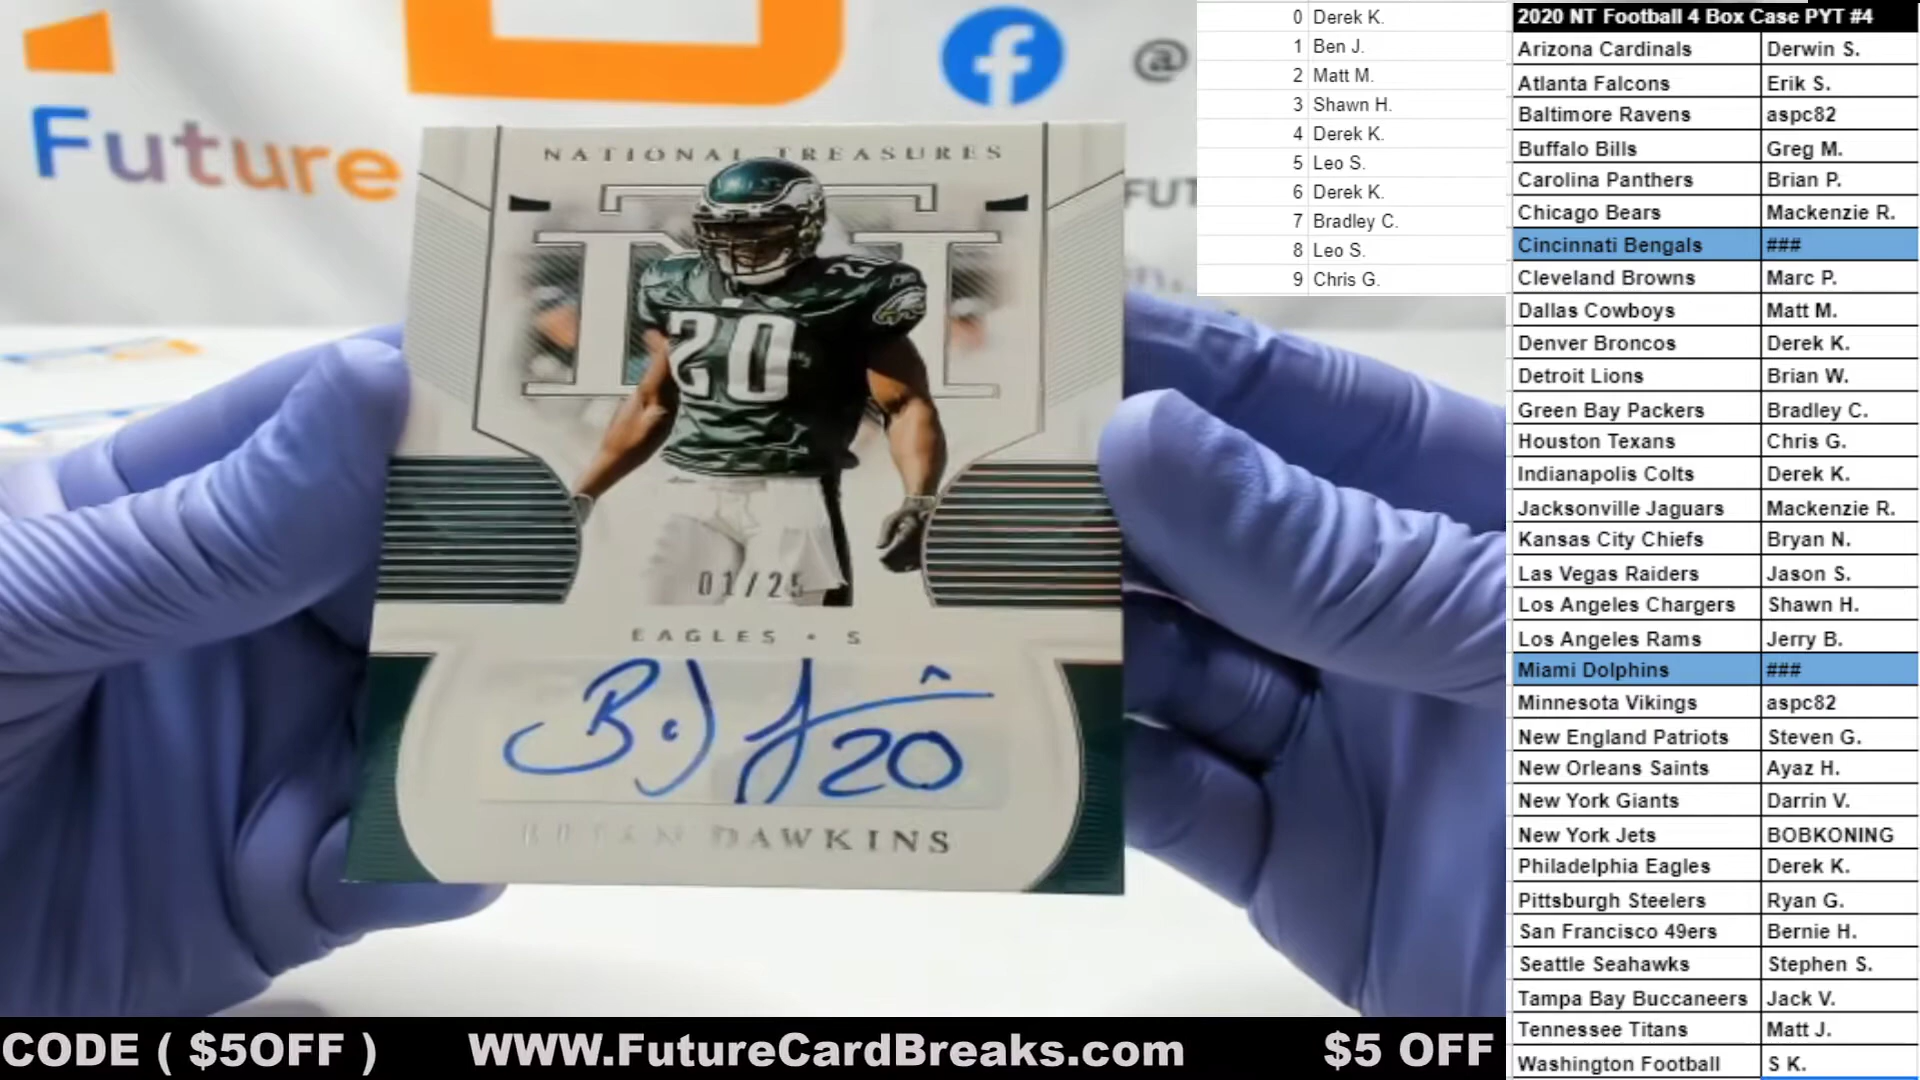 Future
@
FUT
NATIONAL TREASURES
NT
20
20
01/25
EAGLES • S
B.D 20
BRIAN DAWKINS
0 Derek K.
1 Ben J.
2 Matt M.
3 Shawn H.
4 Derek K.
5 Leo S.
6 Derek K.
7 Bradley C.
8 Leo S.
9 Chris G.
2020 NT Football 4 Box Case PYT #4
Arizona Cardinals Derwin S.
Atlanta Falcons Erik S.
Baltimore Ravens aspc82
Buffalo Bills Greg M.
Carolina Panthers Brian P.
Chicago Bears Mackenzie R.
Cincinnati Bengals ###
Cleveland Browns Marc P.
Dallas Cowboys Matt M.
Denver Broncos Derek K.
Detroit Lions Brian W.
Green Bay Packers Bradley C.
Houston Texans Chris G.
Indianapolis Colts Derek K.
Jacksonville Jaguars Mackenzie R.
Kansas City Chiefs Bryan N.
Las Vegas Raiders Jason S.
Los Angeles Chargers Shawn H.
Los Angeles Rams Jerry B.
Miami Dolphins ###
Minnesota Vikings aspc82
New England Patriots Steven G.
New Orleans Saints Ayaz H.
New York Giants Darrin V.
New York Jets BOBKONING
Philadelphia Eagles Derek K.
Pittsburgh Steelers Ryan G.
San Francisco 49ers Bernie H.
Seattle Seahawks Stephen S.
Tampa Bay Buccaneers Jack V.
Tennessee Titans Matt J.
Washington Football S K.
CODE ( $5OFF ) WWW.FutureCardBreaks.com $5 OFF